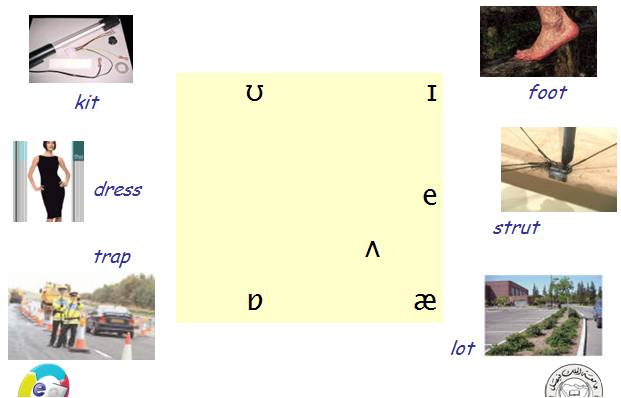 ʊ ɪ
kit
foot
dress
e
strut
trap
ʌ
ɒ æ
lot
e